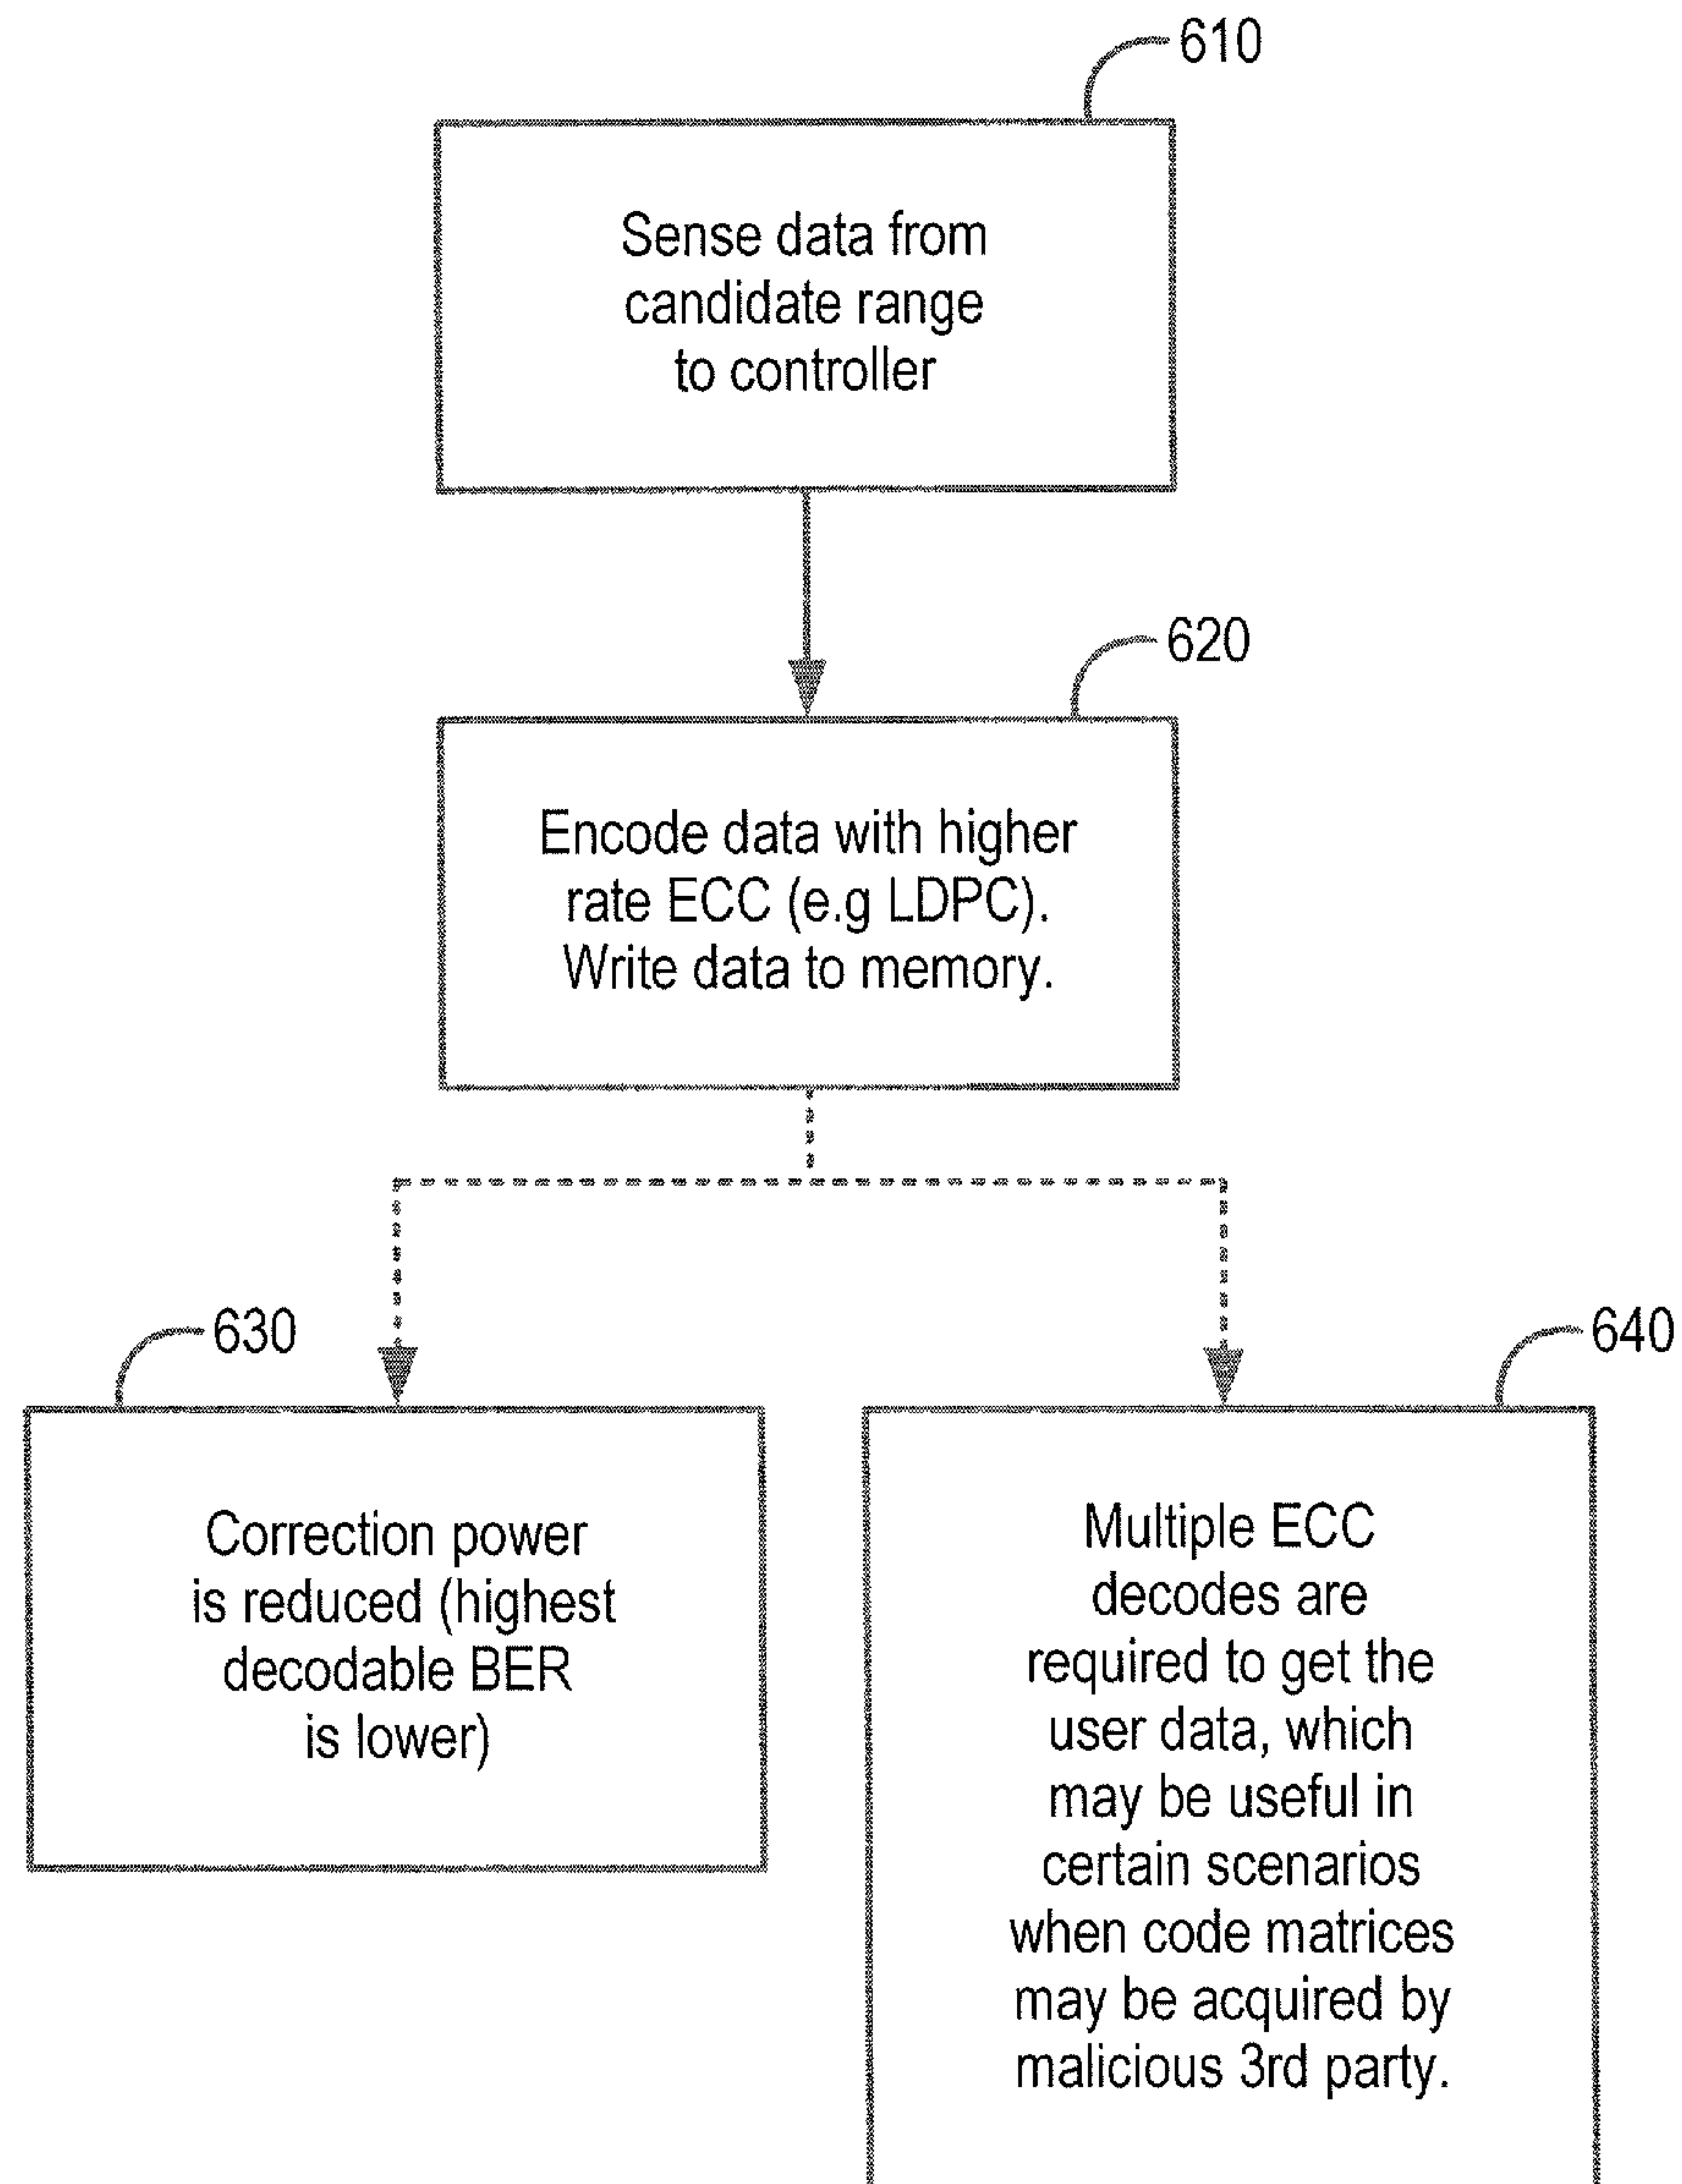 610
Sense data from
candidate range
to controller
620
Encode data with higher
rate ECC (e.g LDPC).
Write data to memory.
630
Correction power
is reduced (highest
decodable BER
is lower)
640
Multiple ECC
decodes are
required to get the
user data, which
may be useful in
certain scenarios
when code matrices
may be acquired by
malicious 3rd party.